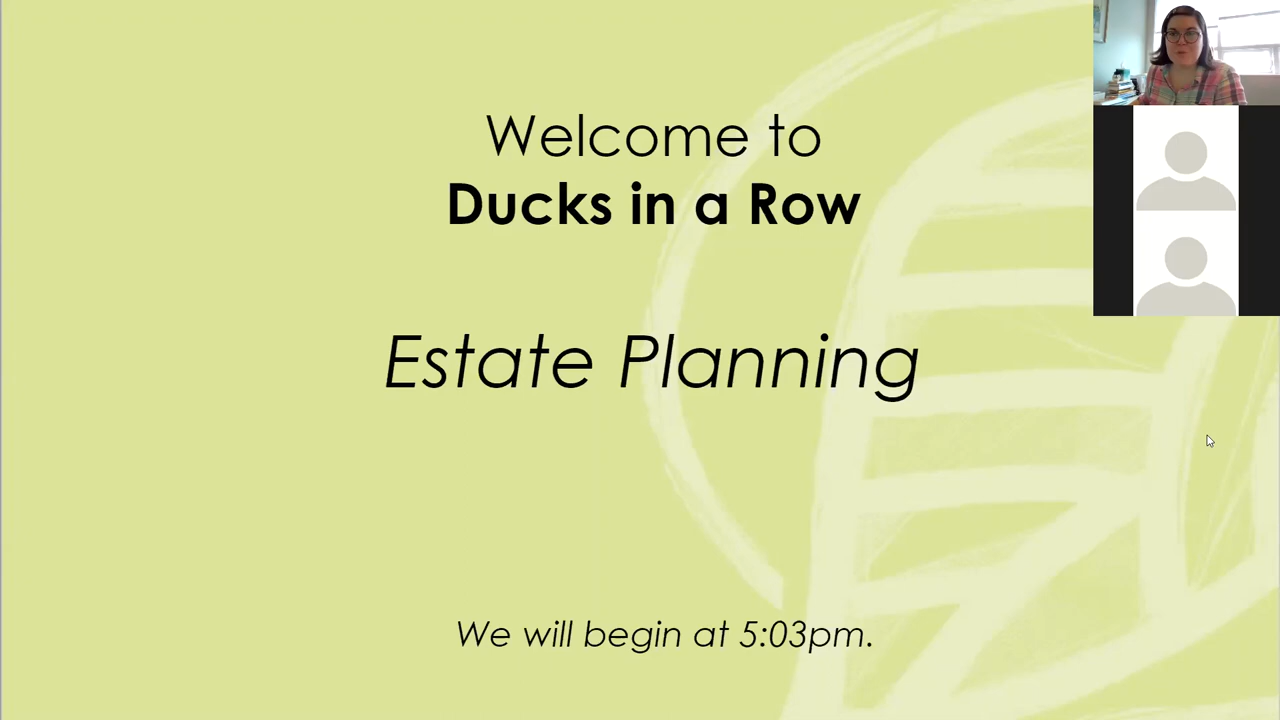 Welcome to
Ducks in a Row
Estate Planning
We will begin at 5:03pm.